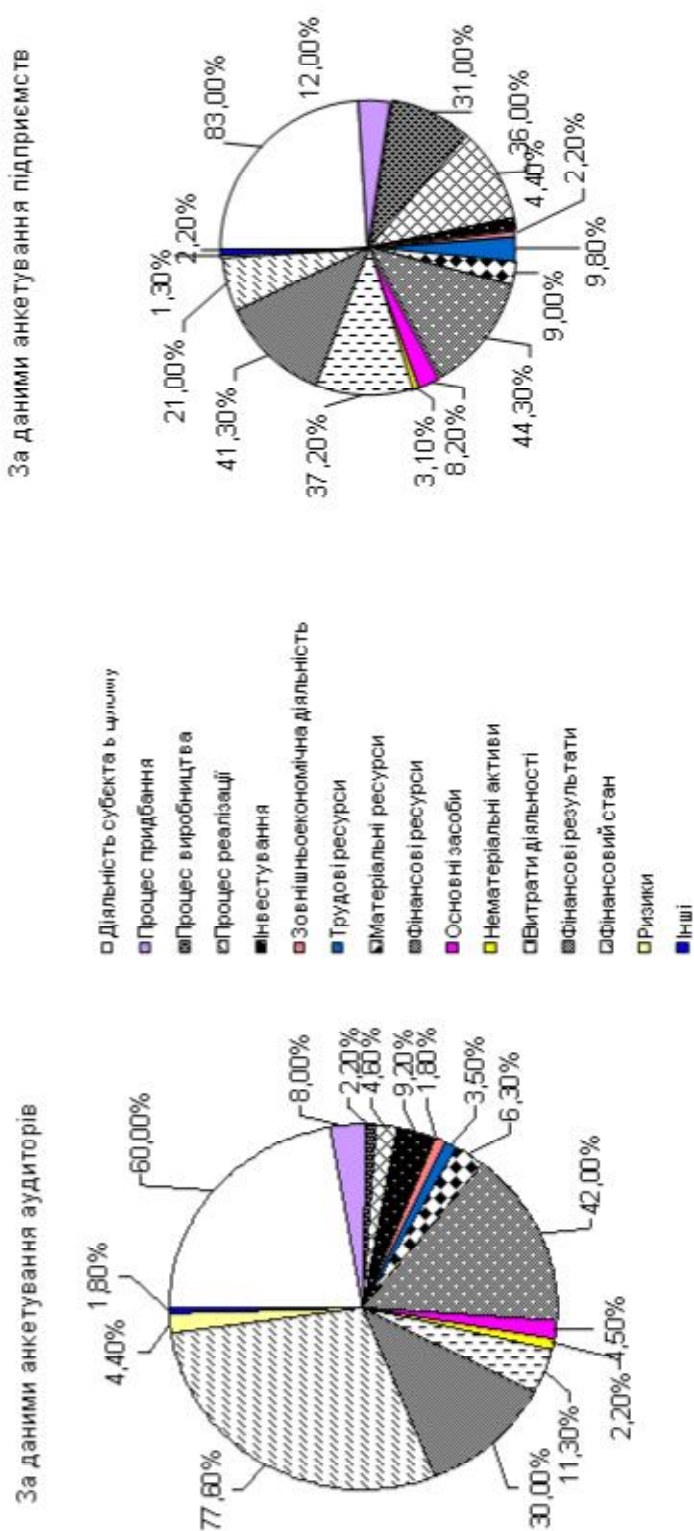 За даними анкетування аудиторів
60,00%
8,00%
2,20%
4,60%
9,20%
1,80%
3,50%
6,30%
42,00%
4,50%
2,20%
11,30%
30,00%
77,60%
4,40%
1,80%
Діяльність субєкта в цілому
Процес придбання
Процес виробництва
Процес реалізації
Інвестування
Зовнішньоекономічна діяльність
Трудові ресурси
Матеріальні ресурси
Фінансові ресурси
Основні засоби
Нематеріальні активи
Витрати діяльності
Фінансові результати
Фінансовий стан
Ризики
Інші
За даними анкетування підприємств
83,00%
12,00%
31,00%
36,00%
4,40%
2,20%
9,80%
9,00%
44,30%
8,20%
3,10%
37,20%
41,30%
21,00%
1,30%
2,20%